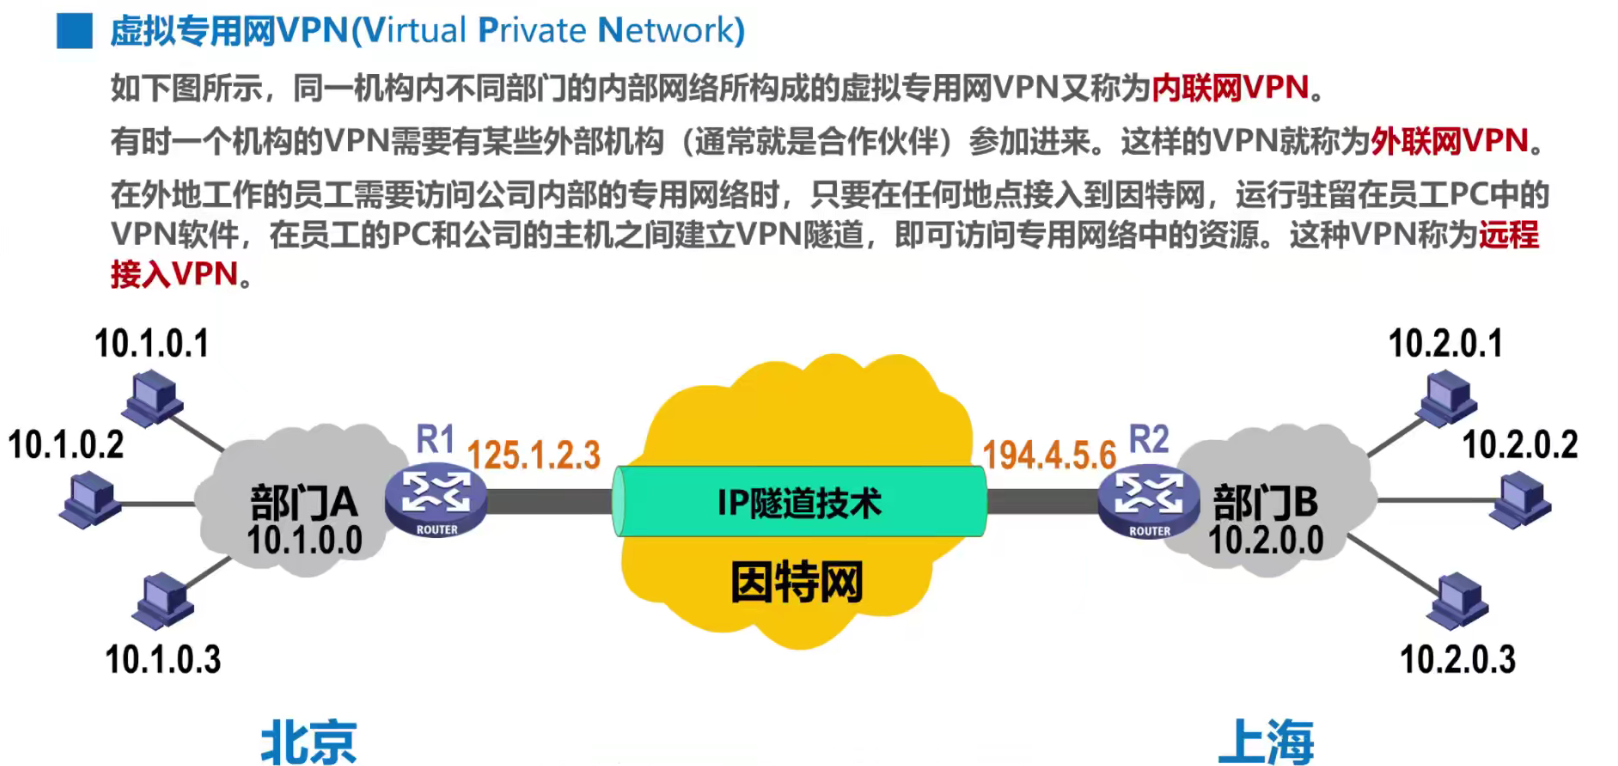 虚拟专用网VPN(Virtual Private Network)
如下图所示，同一机构内不同部门的内部网络所构成的虚拟专用网VPN又称为内联网VPN。
有时一个机构的VPN需要有某些外部机构（通常就是合作伙伴）参加进来。这样的VPN就称为外联网VPN。
在外地工作的员工需要访问公司内部的专用网络时，只要在任何地点接入到因特网，运行驻留在员工PC中的
VPN软件，在员工的PC和公司的主机之间建立VPN隧道，即可访问专用网络中的资源。这种VPN称为远程
接入VPN。
10.1.0.1
10.2.0.1
10.1.0.2
R1
125.1.2.3
194.4.5.6
R2
10.2.0.2
部门A
10.1.0.0
ROUTER
IP隧道技术
ROUTER
部门B
10.2.0.0
因特网
10.1.0.3
10.2.0.3
北京
上海